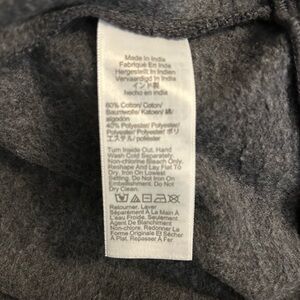 Made In India
Fabriqué En India
Hergestellt In Indien
Vervaardigd In India
インド製
hecho en india
60% Cotton/ Coton/
Baumwolle/ Katoen/ 綿/
algodón
40% Polyester/ Polyester/
Polyester/ Polyester/ ポリ
エステル/ poliéster
Turn Inside Out. Hand
Wash Cold Separately.
Non-chlorine Bleach Only.
Reshape And Lay Flat To
Dry. Iron On Lowest
Setting. Do Not Iron On
Embellishment. Do Not
Dry Clean.
Retourner. Laver
Séparément À La Main À
L'eau Froide. Seulement
Agent De Blanchiment
Non-chlore. Redonner La
Forme Originale Et Sécher
À Plat. Repasser À Fer